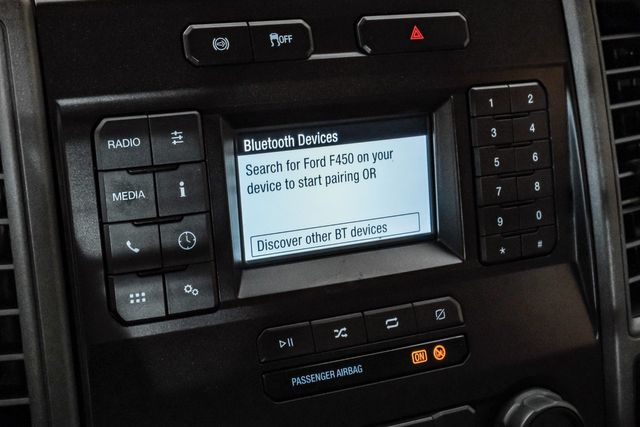 OFF
Bluetooth Devices
Search for Ford F450 on your
device to start pairing OR
Discover other BT devices
RADIO
MEDIA
i
1 2
3 4
5 6
7 8
9 0
* #
PASSENGER AIRBAG
ON